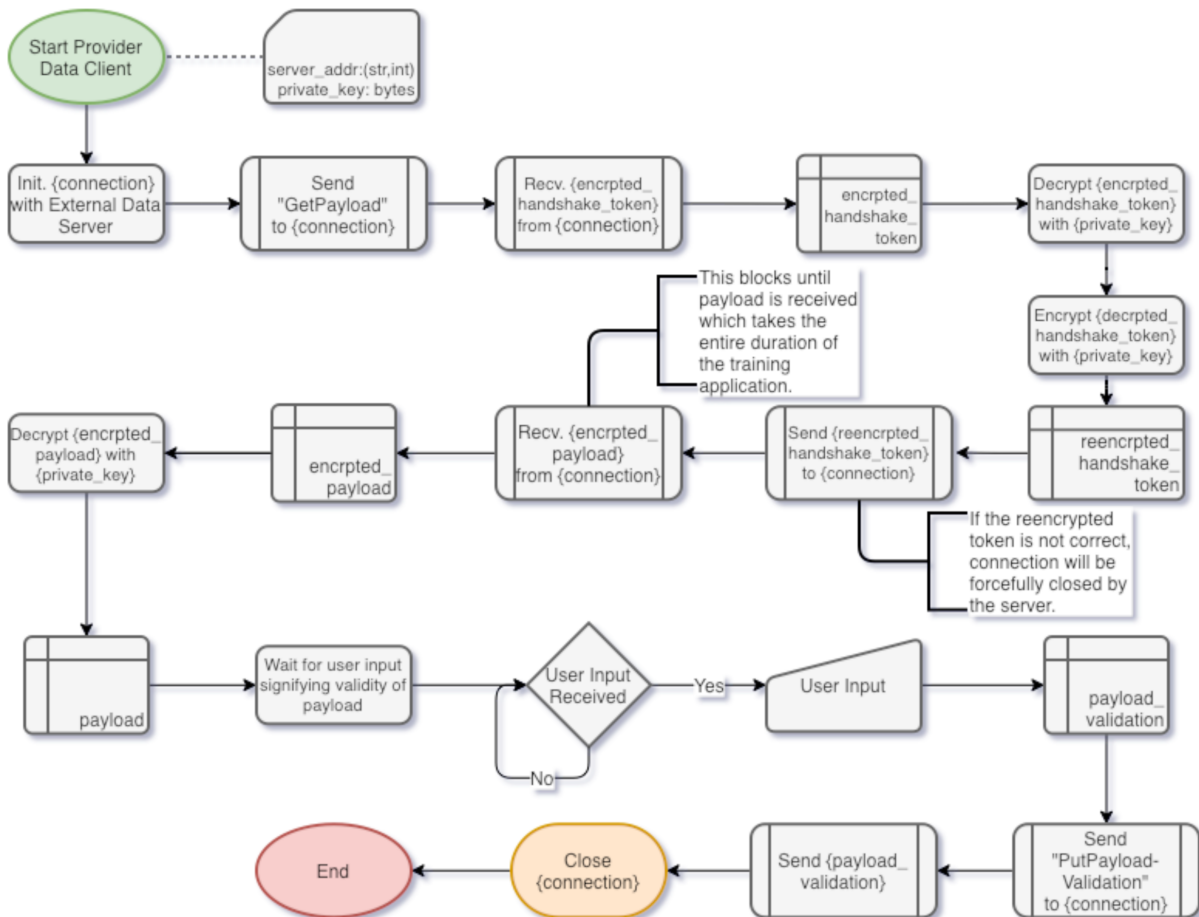 Start Provider
Data Client
server_addr:(str,int)
private_key: bytes
Init. {connection}
with External Data
Server
Send
"GetPayload"
to {connection}
Recv. {encrpted_
handshake_token}
from {connection}
encrpted_
handshake_
token
Decrypt {encrpted_
handshake_token}
with {private_key}
Encrypt {decrpted_
handshake_token}
with {private_key}
reencrpted_
handshake_
token
Send {reencrpted_
handshake_token}
to {connection}
If the reencrypted
token is not correct,
connection will be
forcefully closed by
the server.
Recv. {encrpted_
payload}
from {connection}
This blocks until
payload is received
which takes the
entire duration of
the training
application.
encrpted_
payload
Decrypt {encrpted_
payload} with
{private_key}
payload
Wait for user input
signifying validity of
payload
User Input
Received
No
Yes
User Input
payload_
validation
Send
"PutPayload-
Validation"
to {connection}
Send {payload_
validation}
Close
{connection}
End